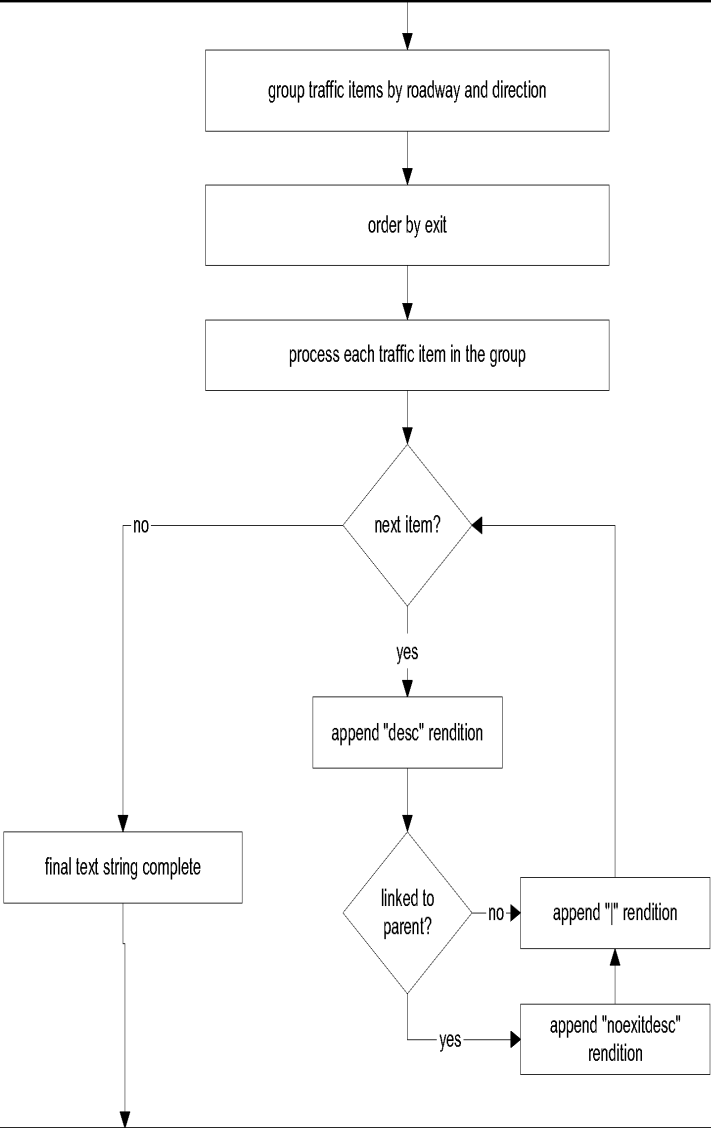 group traffic items by roadway and direction
order by exit
process each traffic item in the group
next item?
no
yes
append "desc" rendition
final text string complete
linked to
parent?
no
append "|" rendition
yes
append "noexitdesc"
rendition